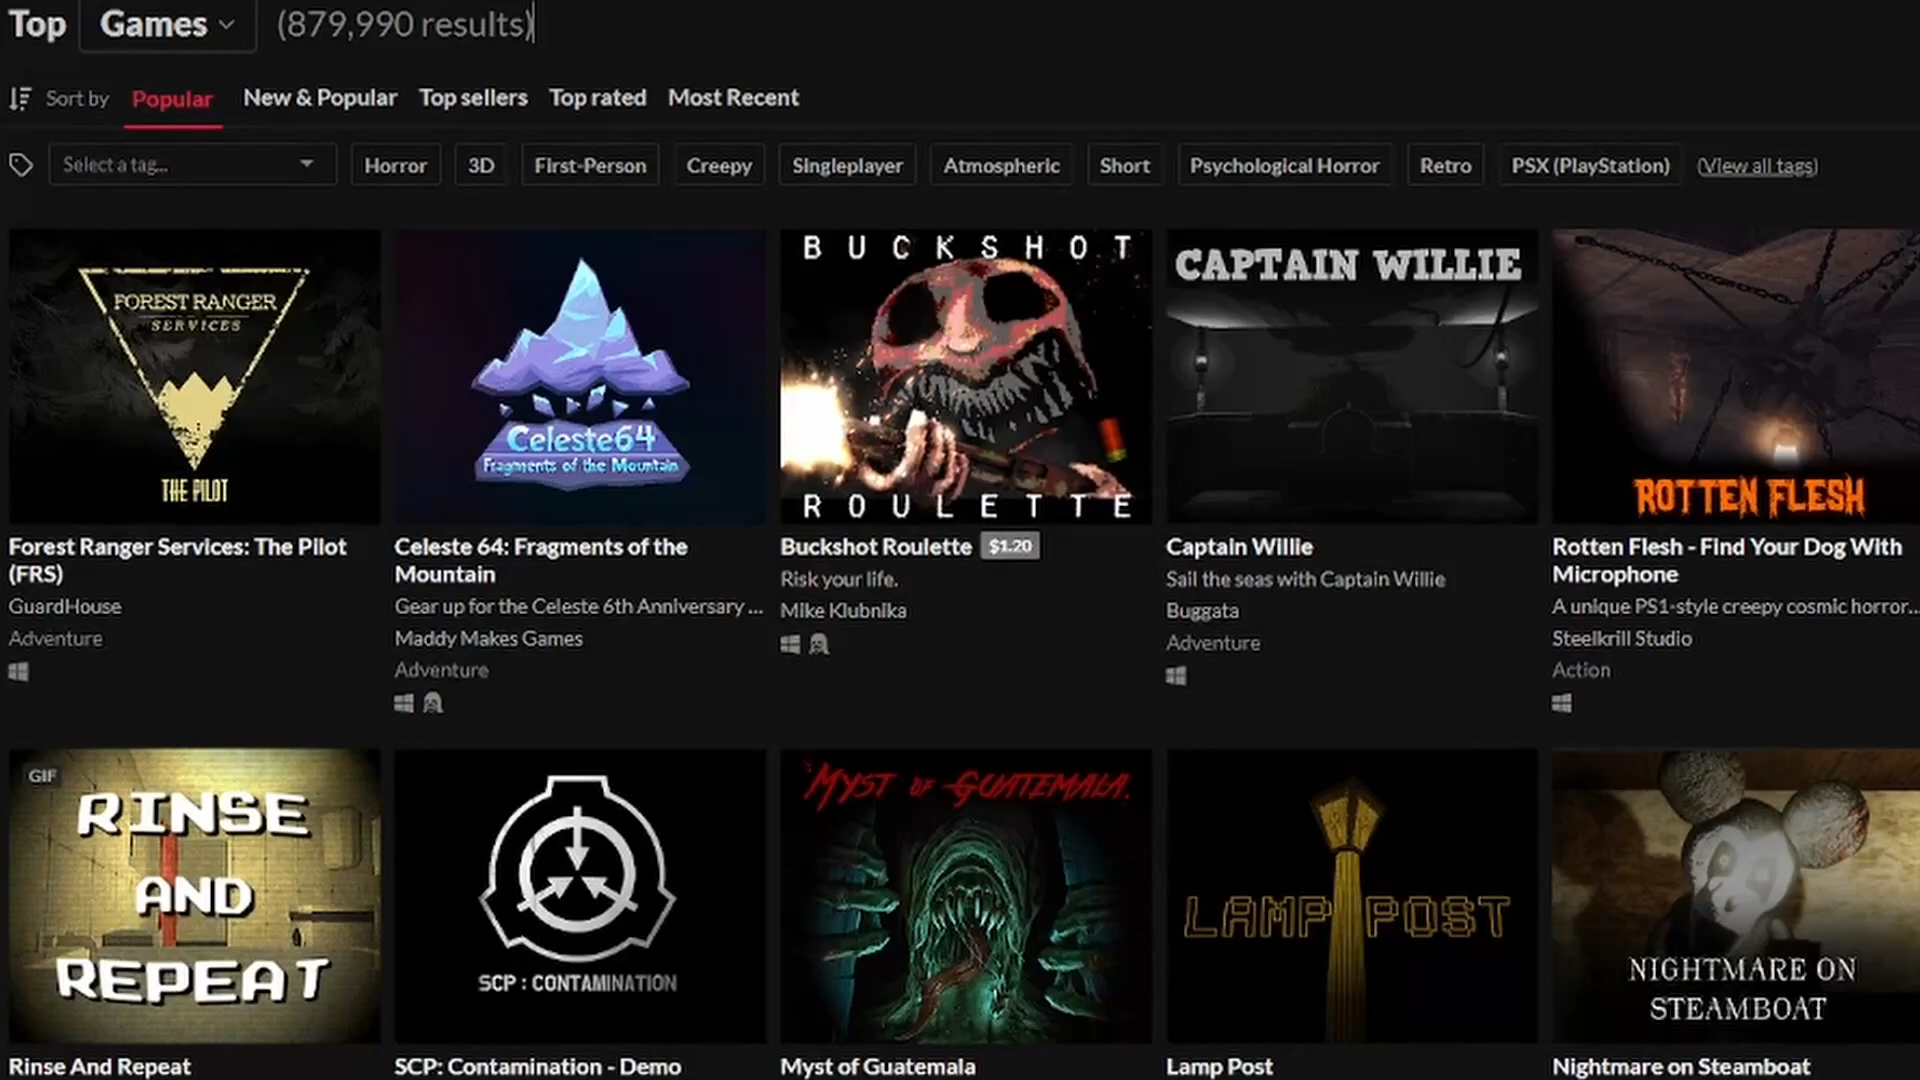 Top Games (879,990 results)
Sort by Popular New & Popular Top sellers Top rated Most Recent
Select a tag... Horror 3D First-Person Creepy Singleplayer Atmospheric Short Psychological Horror Retro PSX (PlayStation) (View all tags)
FOREST RANGER
SERVICES
THE PILOT
Celeste64
Fragments of the Mountain
BUCKSHOT
ROULETTE
CAPTAIN WILLIE
ROTTEN FLESH
Forest Ranger Services: The Pilot
(FRS)
GuardHouse
Adventure
Celeste 64: Fragments of the
Mountain
Gear up for the Celeste 6th Anniversary ...
Maddy Makes Games
Adventure
Buckshot Roulette $1.20
Risk your life.
Mike Klubnika
Captain Willie
Sail the seas with Captain Willie
Buggata
Adventure
Rotten Flesh - Find Your Dog With
Microphone
A unique PS1-style creepy cosmic horror...
Steelkrill Studio
Action
GIF
RINSE
AND
REPEAT
SCP : CONTAMINATION
MYST OF GUATEMALA.
LAMP POST
NIGHTMARE ON
STEAMBOAT
Rinse And Repeat
SCP: Contamination - Demo
Myst of Guatemala
Lamp Post
Nightmare on Steamboat